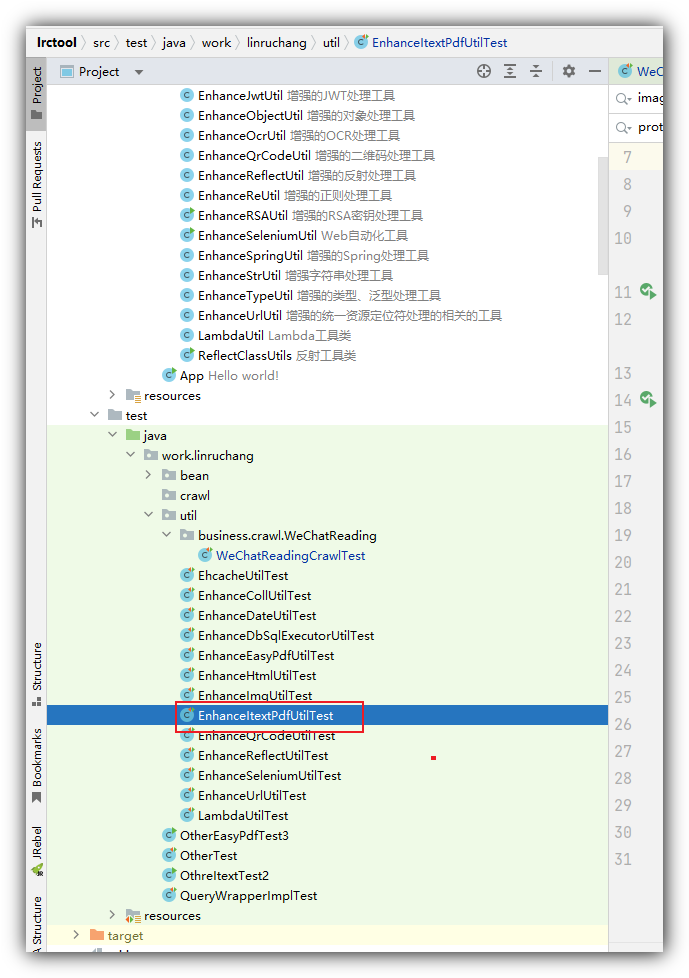 lrctool src test java work linruchang util EnhanceItextPdfUtilTest
Project
WeC
EnhanceJwtUtil 增强的JWT处理工具
imag
EnhanceObjectUtil 增强的对象处理工具
EnhanceOcrUtil 增强的OCR处理工具
prot
EnhanceQrCodeUtil 增强的二维码处理工具
7
EnhanceReflectUtil 增强的反射处理工具
8
EnhanceReUtil 增强的正则处理工具
EnhanceRSAUtil 增强的RSA密钥处理工具
9
EnhanceSeleniumUtil Web自动化工具
10
EnhanceSpringUtil 增强的Spring处理工具
EnhanceStrUtil 增强字符串处理工具
EnhanceTypeUtil 增强的类型、泛型处理工具
11
EnhanceUrlUtil 增强的统一资源定位符处理的相关的工具
12
LambdaUtil Lambda工具类
ReflectClassUtils 反射工具类
App Hello world!
13
resources
14
test
15
java
work.linruchang
16
bean
17
crawl
18
util
business.crawl.WeChatReading
19
WeChatReadingCrawlTest
20
EhcacheUtilTest
21
EnhanceCollUtilTest
EnhanceDateUtilTest
22
EnhanceDbSqlExecutorUtilTest
23
EnhanceEasyPdfUtilTest
24
EnhanceHtmlUtilTest
EnhanceImgUtilTest
25
EnhanceItextPdfUtilTest
26
EnhanceQrCodeUtilTest
27
EnhanceReflectUtilTest
EnhanceSeleniumUtilTest
28
EnhanceUrlUtilTest
29
LambdaUtilTest
OtherEasyPdfTest3
30
OtherTest
31
OthreItextTest2
QueryWrapperImplTest
resources
target
Project
Pull Requests
Structure
Bookmarks
JRebel
A Structure